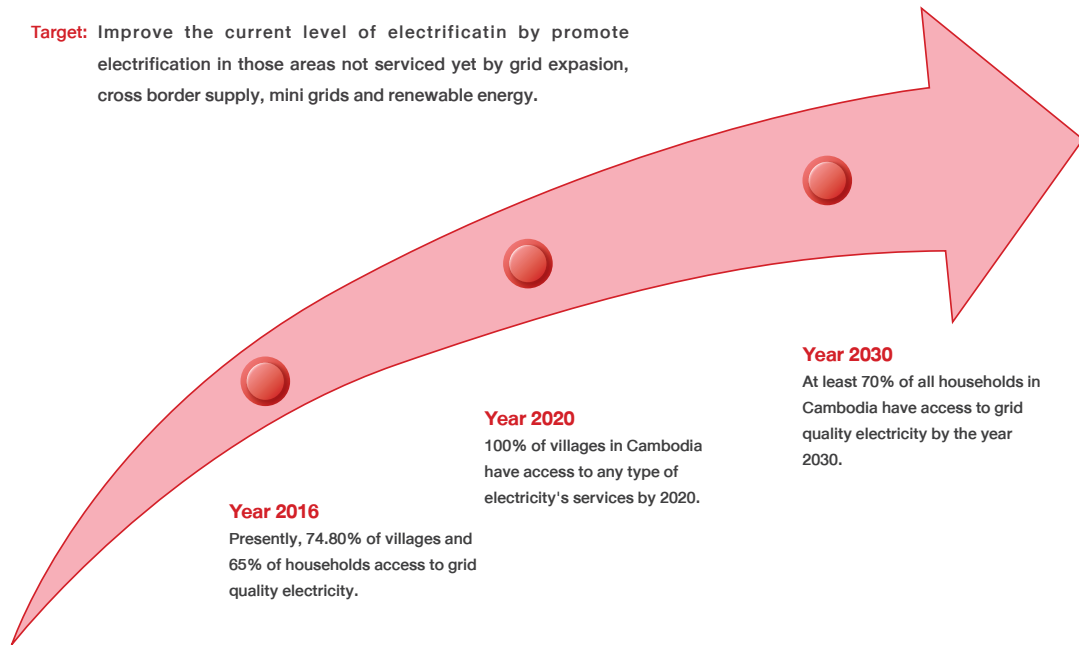 Target: Improve the current level of electrificatin by promote
electrification in those areas not serviced yet by grid expasion,
cross border supply, mini grids and renewable energy.
Year 2030
At least 70% of all households in
Cambodia have access to grid
quality electricity by the year
2030.
Year 2020
100% of villages in Cambodia
have access to any type of
electricity's services by 2020.
Year 2016
Presently, 74.80% of villages and
65% of households access to grid
quality electricity.